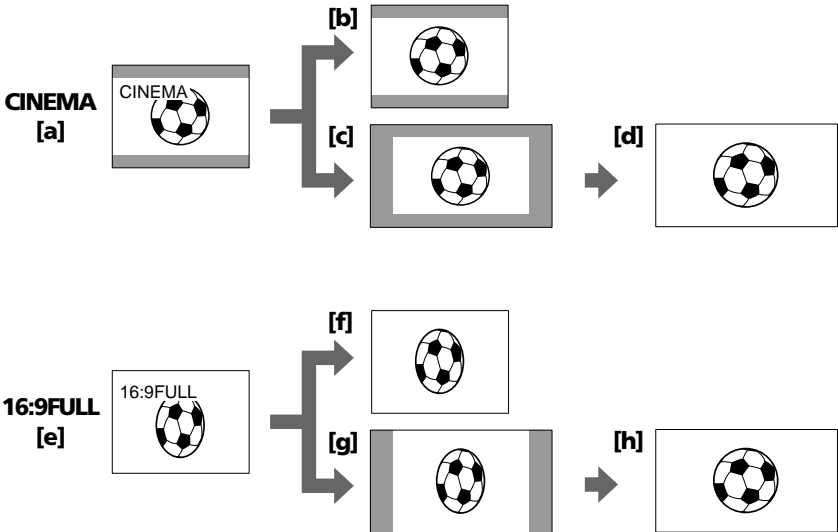 [b]
CINEMA
[a]
CINEMA
[c]
[d]
[f]
16:9FULL
[e]
16:9FULL
[g]
[h]